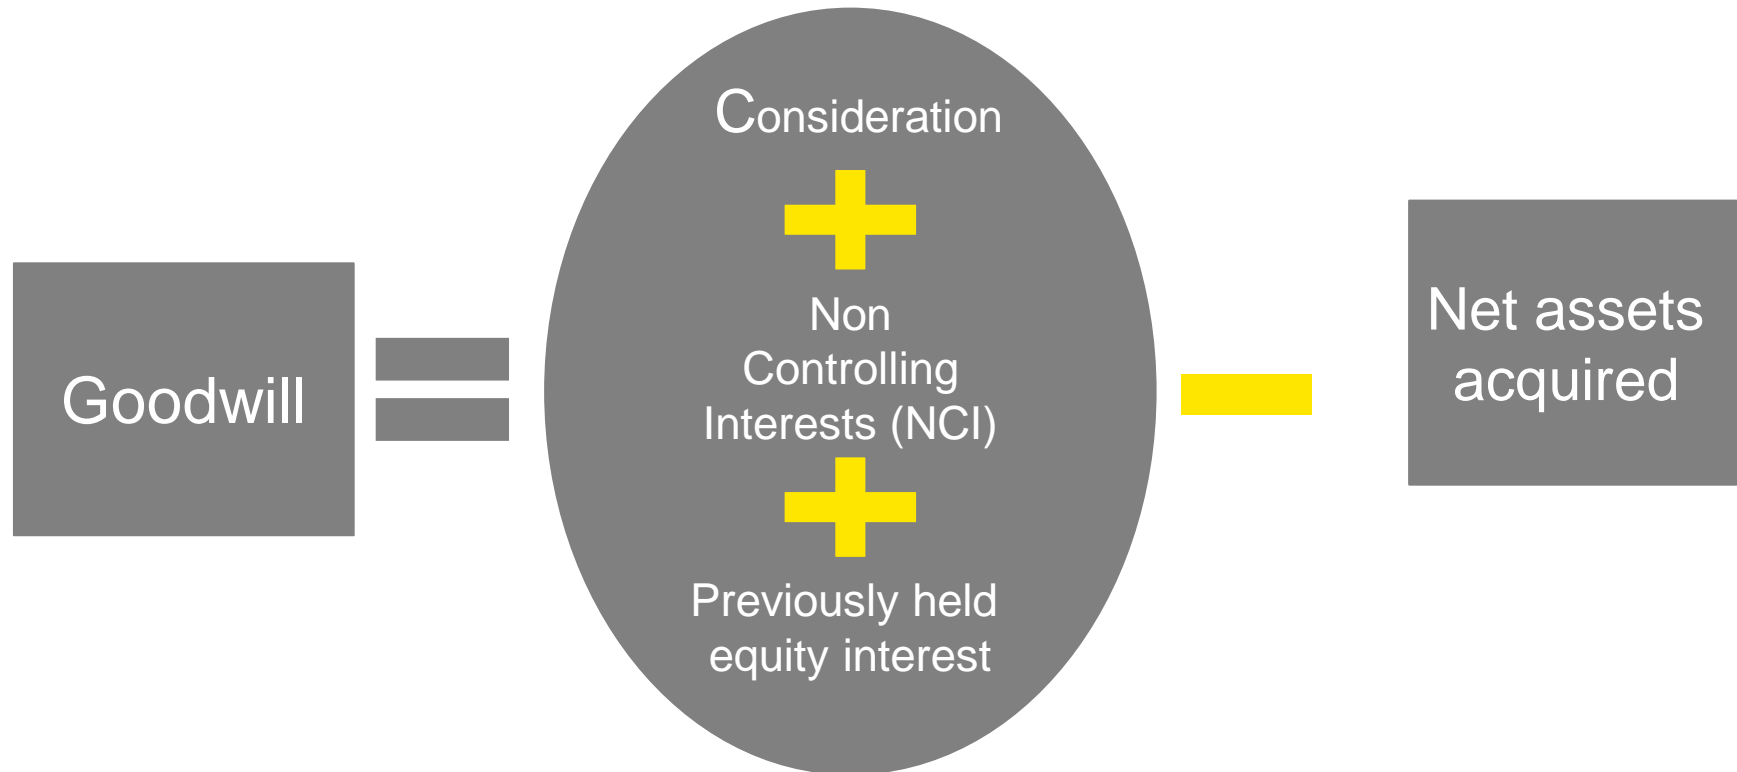 Goodwill
Consideration
Non
Controlling
Interests (NCI)
Previously held
equity interest
Net assets
acquired